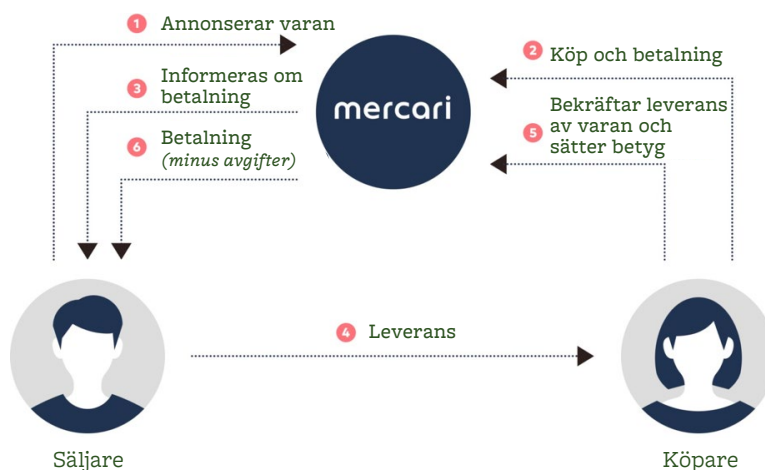 1 Annonserar varan
2 Köp och betalning
3 Informeras om
betalning
mercari
5 Bekräftar leverans
av varan och
sätter betyg
6 Betalning
(minus avgifter)
4 Leverans
Säljare
Köpare